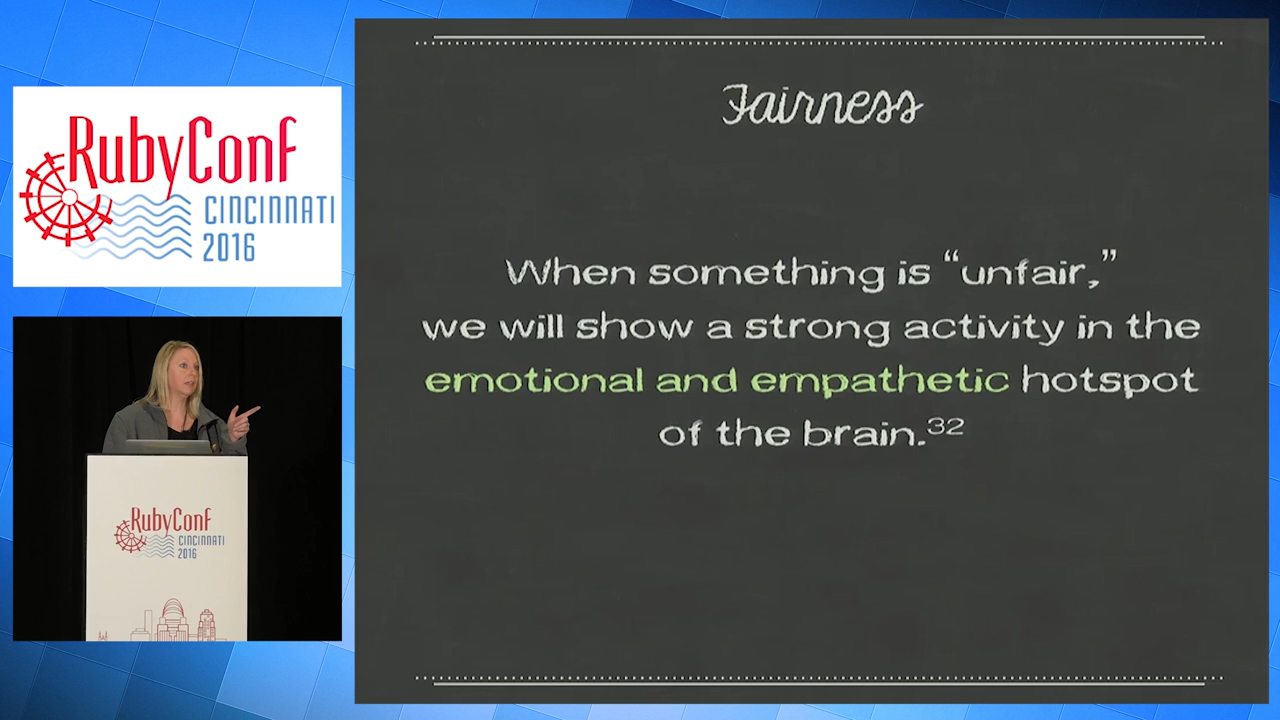 RubyConf
CINCINNATI
2016
RubyConf
CINCINNATI
2016
Fairness
When something is “unfair,”
we will show a strong activity in the
emotional and empathetic hotspot
of the brain.32